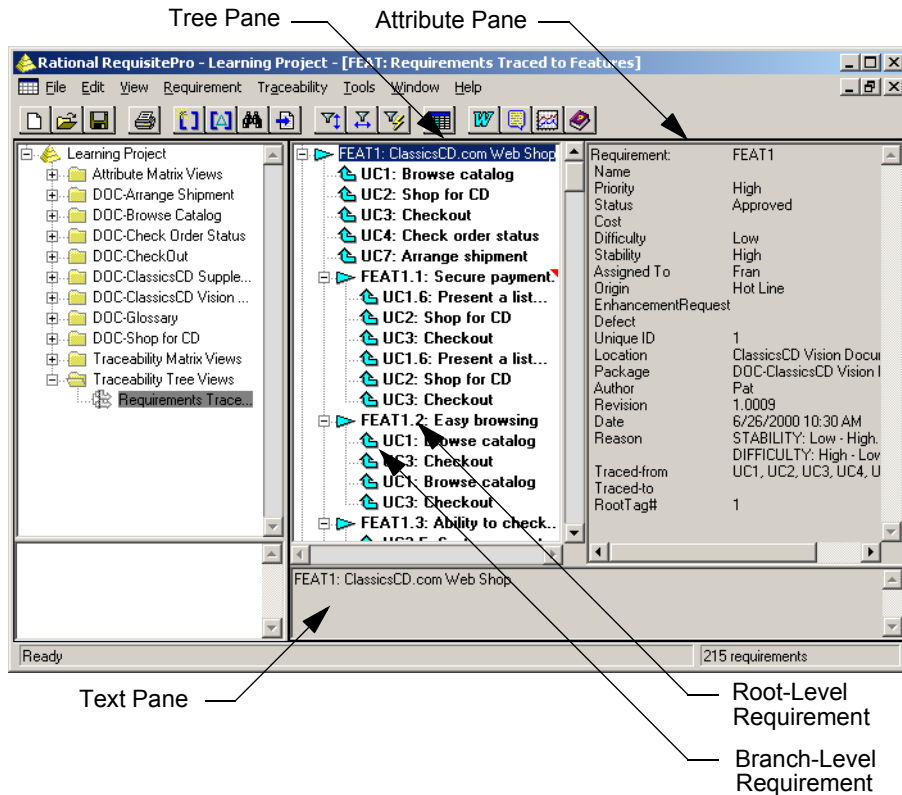 Tree Pane
Attribute Pane
Rational RequisitePro - Learning Project - [FEAT: Requirements Traced to Features]
File Edit View Requirement Traceability Tools Window Help
Learning Project
Attribute Matrix Views
DOC-Arrange Shipment
DOC-Browse Catalog
DOC-Check Order Status
DOC-CheckOut
DOC-ClassicsCD Supple...
DOC-ClassicsCD Vision ...
DOC-Glossary
DOC-Shop for CD
Traceability Matrix Views
Traceability Tree Views
Requirements Trace...
FEAT1: ClassicsCD.com Web Shop
UC1: Browse catalog
UC2: Shop for CD
UC3: Checkout
UC4: Check order status
UC7: Arrange shipment
FEAT1.1: Secure payment.
UC1.6: Present a list...
UC2: Shop for CD
UC3: Checkout
UC1.6: Present a list...
UC2: Shop for CD
UC3: Checkout
FEAT1.2: Easy browsing
UC1: Browse catalog
UC3: Checkout
UC1: Browse catalog
UC3: Checkout
FEAT1.3: Ability to check..
Requirement: FEAT1
Name
Priority High
Status Approved
Cost
Difficulty Low
Stability High
Assigned To Fran
Origin Hot Line
EnhancementRequest
Defect
Unique ID 1
Location ClassicsCD Vision Docu
Package DOC-ClassicsCD Vision
Author Pat
Revision 1.0009
Date 6/26/2000 10:30 AM
Reason STABILITY: Low - High.
DIFFICULTY: High - Low
Traced-from UC1, UC2, UC3, UC4, U
Traced-to
RootTag# 1
FEAT1: ClassicsCD.com Web Shop
Ready
215 requirements
Text Pane
Root-Level
Requirement
Branch-Level
Requirement